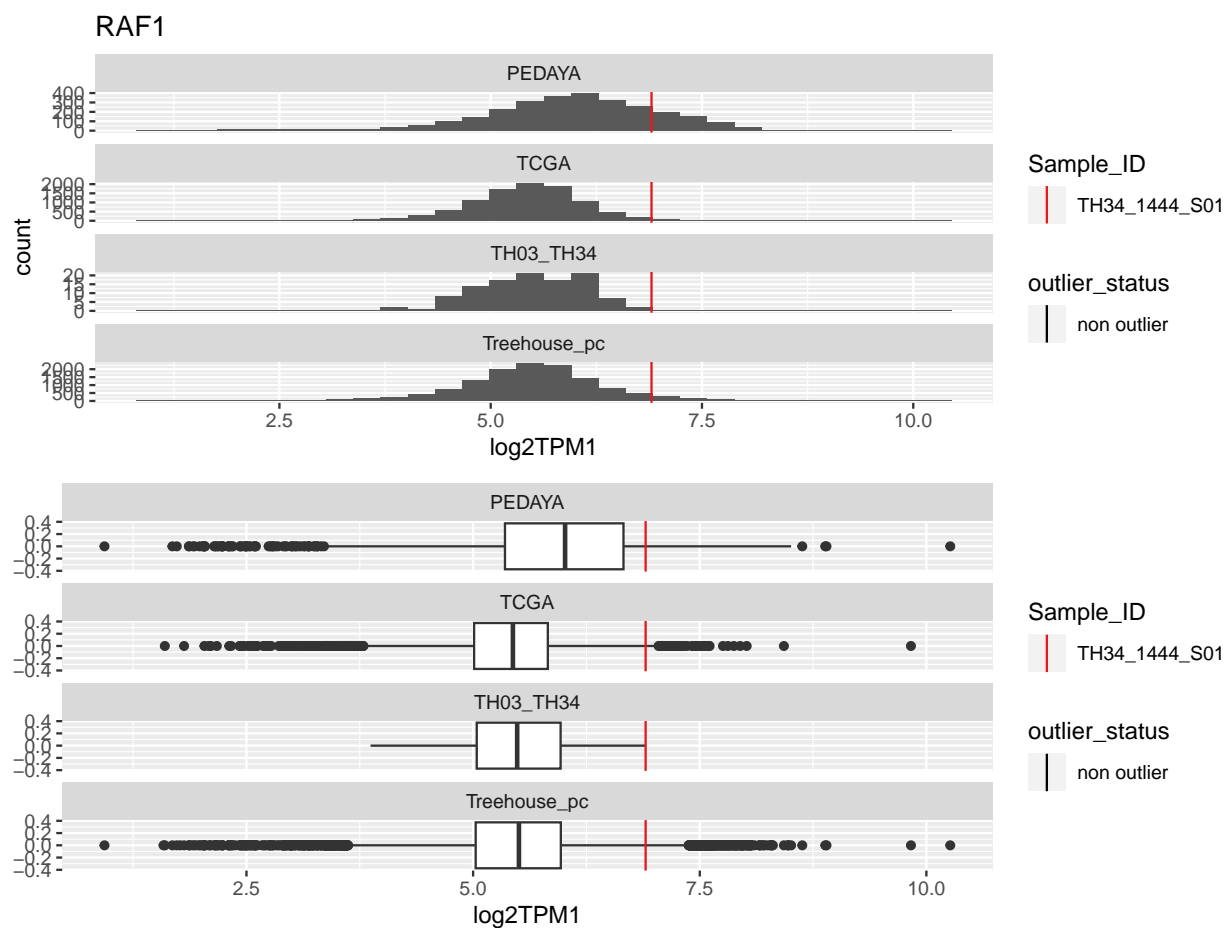 RAF1
PEDAYA
400
300
200
100
0
TCGA
2000
1500
1000
500
0
TH03_TH34
20
15
10
5
0
Treehouse_pc
2000
1500
1000
500
0
2.5 5.0 7.5 10.0
log2TPM1
count
Sample_ID
TH34_1444_S01
outlier_status
non outlier
PEDAYA
0.4
0.2
0.0
−0.2
−0.4
TCGA
0.4
0.2
0.0
−0.2
−0.4
TH03_TH34
0.4
0.2
0.0
−0.2
−0.4
Treehouse_pc
0.4
0.2
0.0
−0.2
−0.4
2.5 5.0 7.5 10.0
log2TPM1
Sample_ID
TH34_1444_S01
outlier_status
non outlier